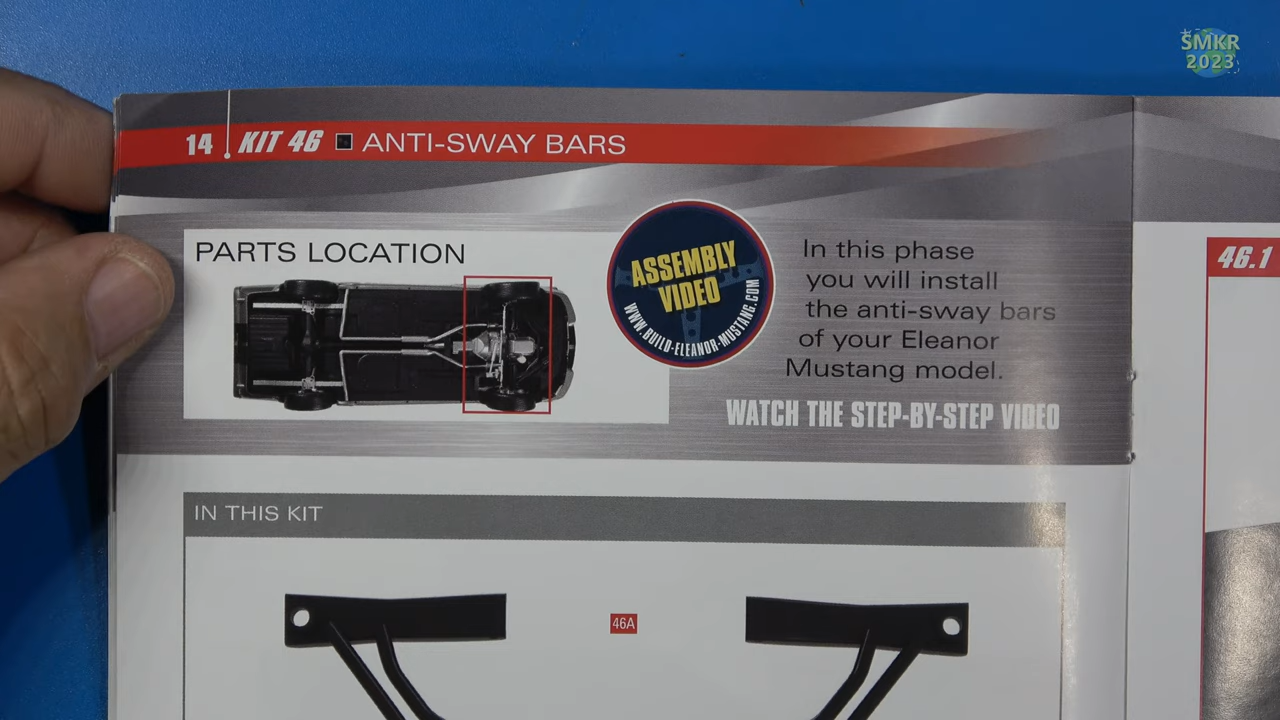 SMKR
2023
14 KIT 46 ANTI-SWAY BARS
PARTS LOCATION
ASSEMBLY
VIDEO
WWW.BUILD-ELEANOR-MUSTANG.COM
In this phase
you will install
the anti-sway bars
of your Eleanor
Mustang model.
WATCH THE STEP-BY-STEP VIDEO
46.1
IN THIS KIT
46A